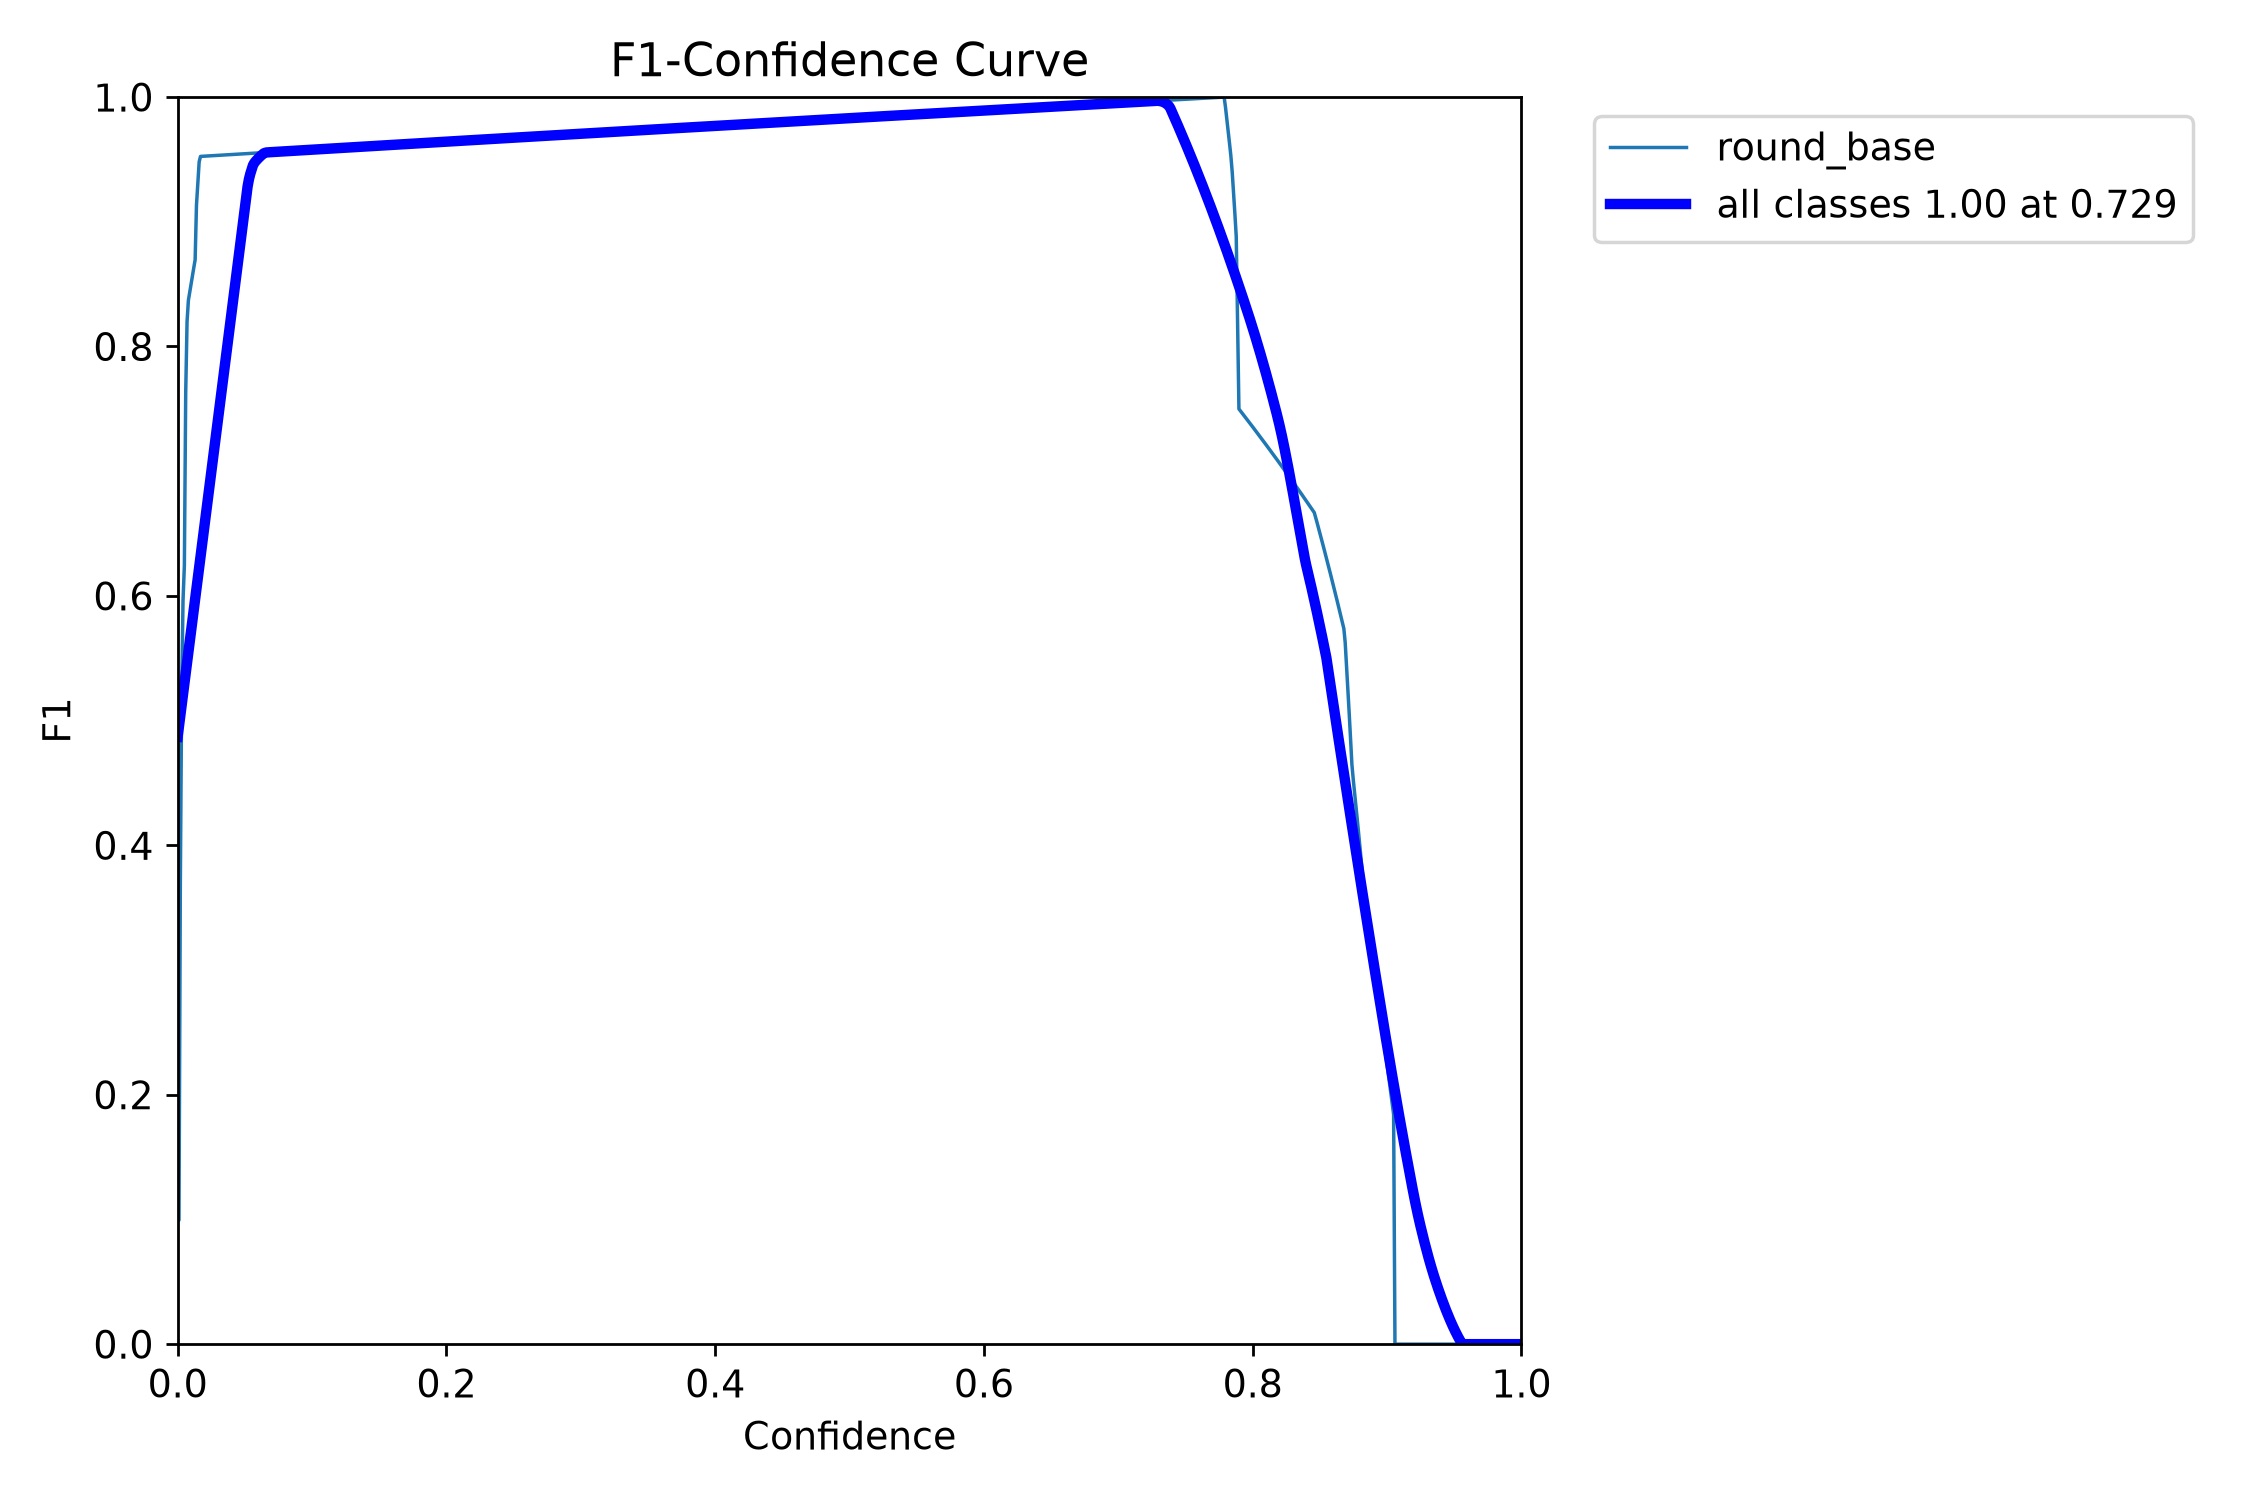 F1-Confidence Curve
1.0
0.8
0.6
0.4
0.2
0.0
F1
0.0 0.2 0.4 0.6 0.8 1.0
Confidence
round_base
all classes 1.00 at 0.729